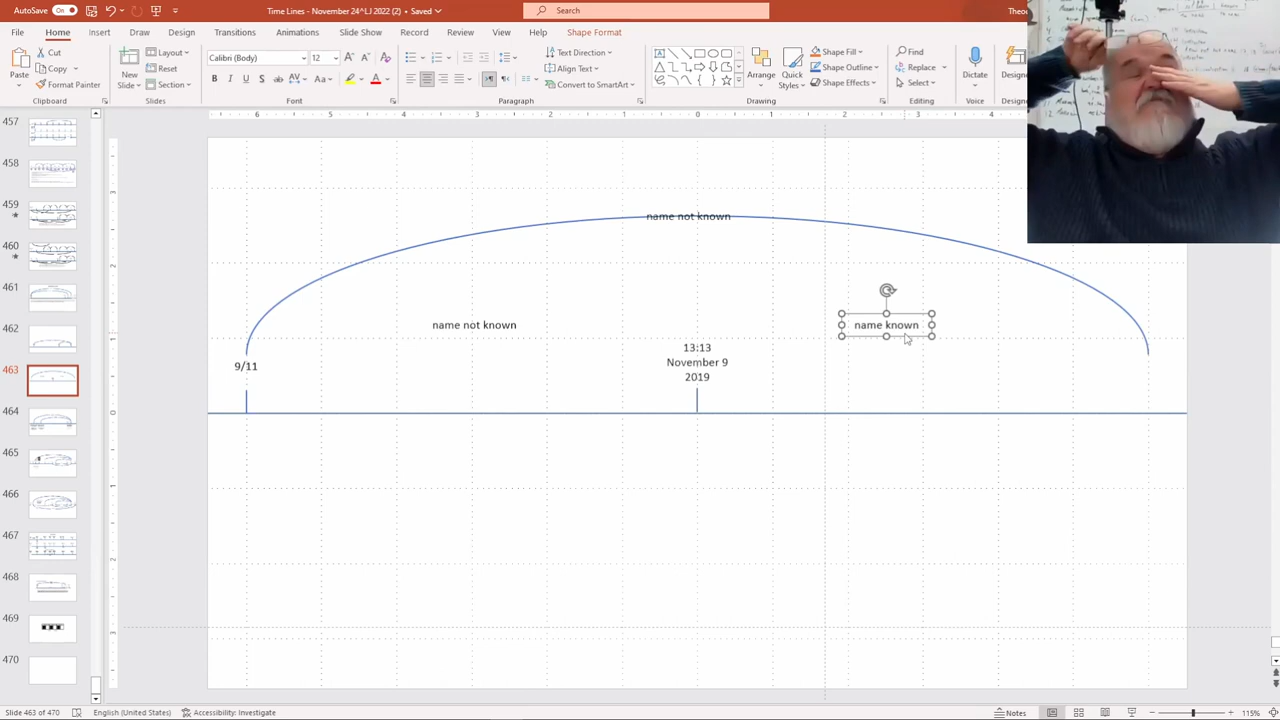 AutoSave On
Time Lines - November 24^LJ 2022 (2) • Saved
Search
Theoc
File Home Insert Draw Design Transitions Animations Slide Show Record Review View Help Shape Format
Cut
Copy
Format Painter
Clipboard
New
Slide
Layout
Reset
Section
Slides
Calibri (Body)
12
Font
Text Direction
Align Text
Convert to SmartArt
Paragraph
Arrange
Quick
Styles
Shape Fill
Shape Outline
Shape Effects
Drawing
Find
Replace
Select
Editing
Dictate
Voice
Design
Designe
457
458
460
461
462
464
466
467
468
469
470
name not known
name not known
name known
13:13
November 9
2019
9/11
Slide 463 of 470
English (United States)
Accessibility: Investigate
Notes
115%